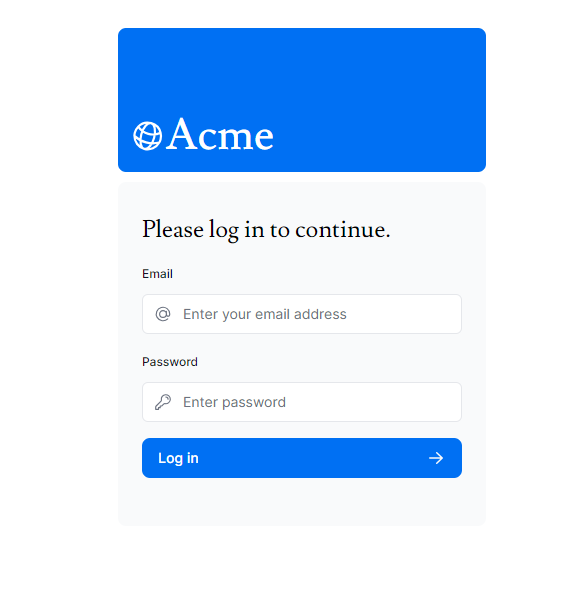 Acme
Please log in to continue.
Email
Enter your email address
Password
Enter password
Log in